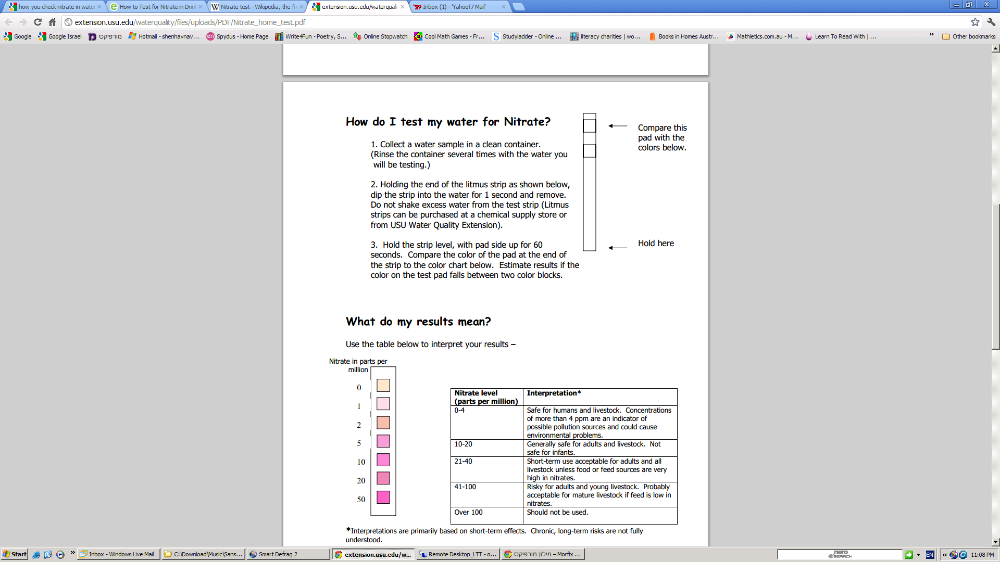 how you check nitrate in wate
How to Test for Nitrate in Drin
Nitrate test - Wikipedia, the fr
extension.usu.edu/waterquali
Inbox (1) - 'Yahoo!7 Mail'
extension.usu.edu/waterquality/files/uploads/PDF/Nitrate_home_test.pdf
Google
Google Israel
מורפיקס
Hotmail - shenhavnav...
Spydus - Home Page
Write4Fun - Poetry, S...
Online Stopwatch
Cool Math Games - Fr...
Studyladder - Online ...
literacy charities | wo...
Books in Homes Austr...
Mathletics.com.au - M...
Learn To Read With | ...
»
Other bookmarks
How do I test my water for Nitrate?
1. Collect a water sample in a clean container.
(Rinse the container several times with the water you
will be testing.)
2. Holding the end of the litmus strip as shown below,
dip the strip into the water for 1 second and remove.
Do not shake excess water from the test strip (Litmus
strips can be purchased at a chemical supply store or
from USU Water Quality Extension).
3. Hold the strip level, with pad side up for 60
seconds. Compare the color of the pad at the end of
the strip to the color chart below. Estimate results if the
color on the test pad falls between two color blocks.
Compare this
pad with the
colors below.
Hold here
What do my results mean?
Use the table below to interpret your results –
Nitrate in parts per
million
0
1
2
5
10
20
50
Nitrate level
(parts per million)
Interpretation*
0-4
Safe for humans and livestock. Concentrations
of more than 4 ppm are an indicator of
possible pollution sources and could cause
environmental problems.
10-20
Generally safe for adults and livestock. Not
safe for infants.
21-40
Short-term use acceptable for adults and all
livestock unless food or feed sources are very
high in nitrates.
41-100
Risky for adults and young livestock. Probably
acceptable for mature livestock if feed is low in
nitrates.
Over 100
Should not be used.
*Interpretations are primarily based on short-term effects. Chronic, long-term risks are not fully
understood.
Start
»
Inbox - Windows Live Mail
C:\Download\Music\Sans...
Smart Defrag 2
extension.usu.edu/w...
Remote Desktop_LTT - o...
מילון מורפיקס – Morfix ...
nero
SEARCH
EN
«
11:08 PM